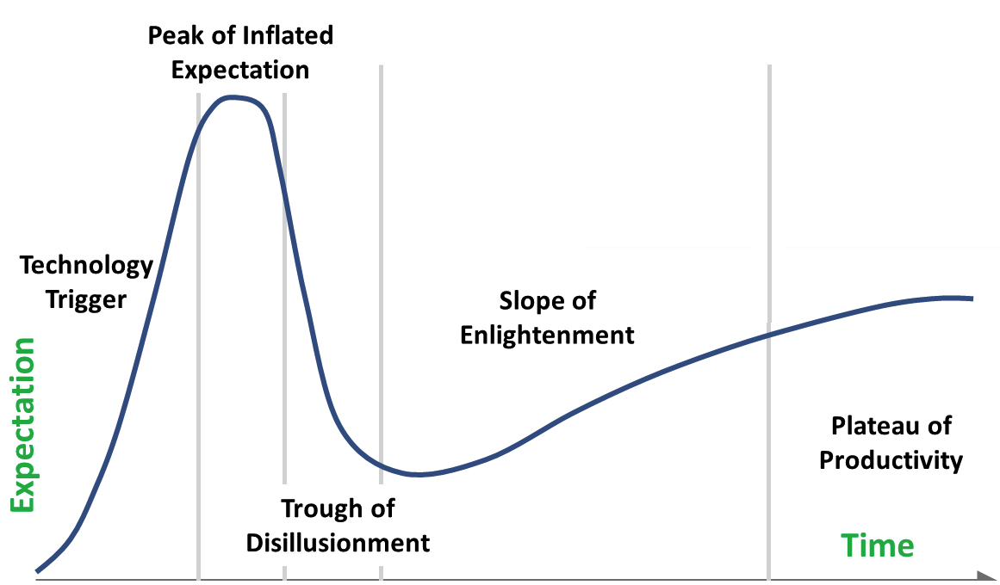 Peak of Inflated
Expectation
Technology
Trigger
Slope of
Enlightenment
Expectation
Plateau of
Productivity
Trough of
Disillusionment
Time